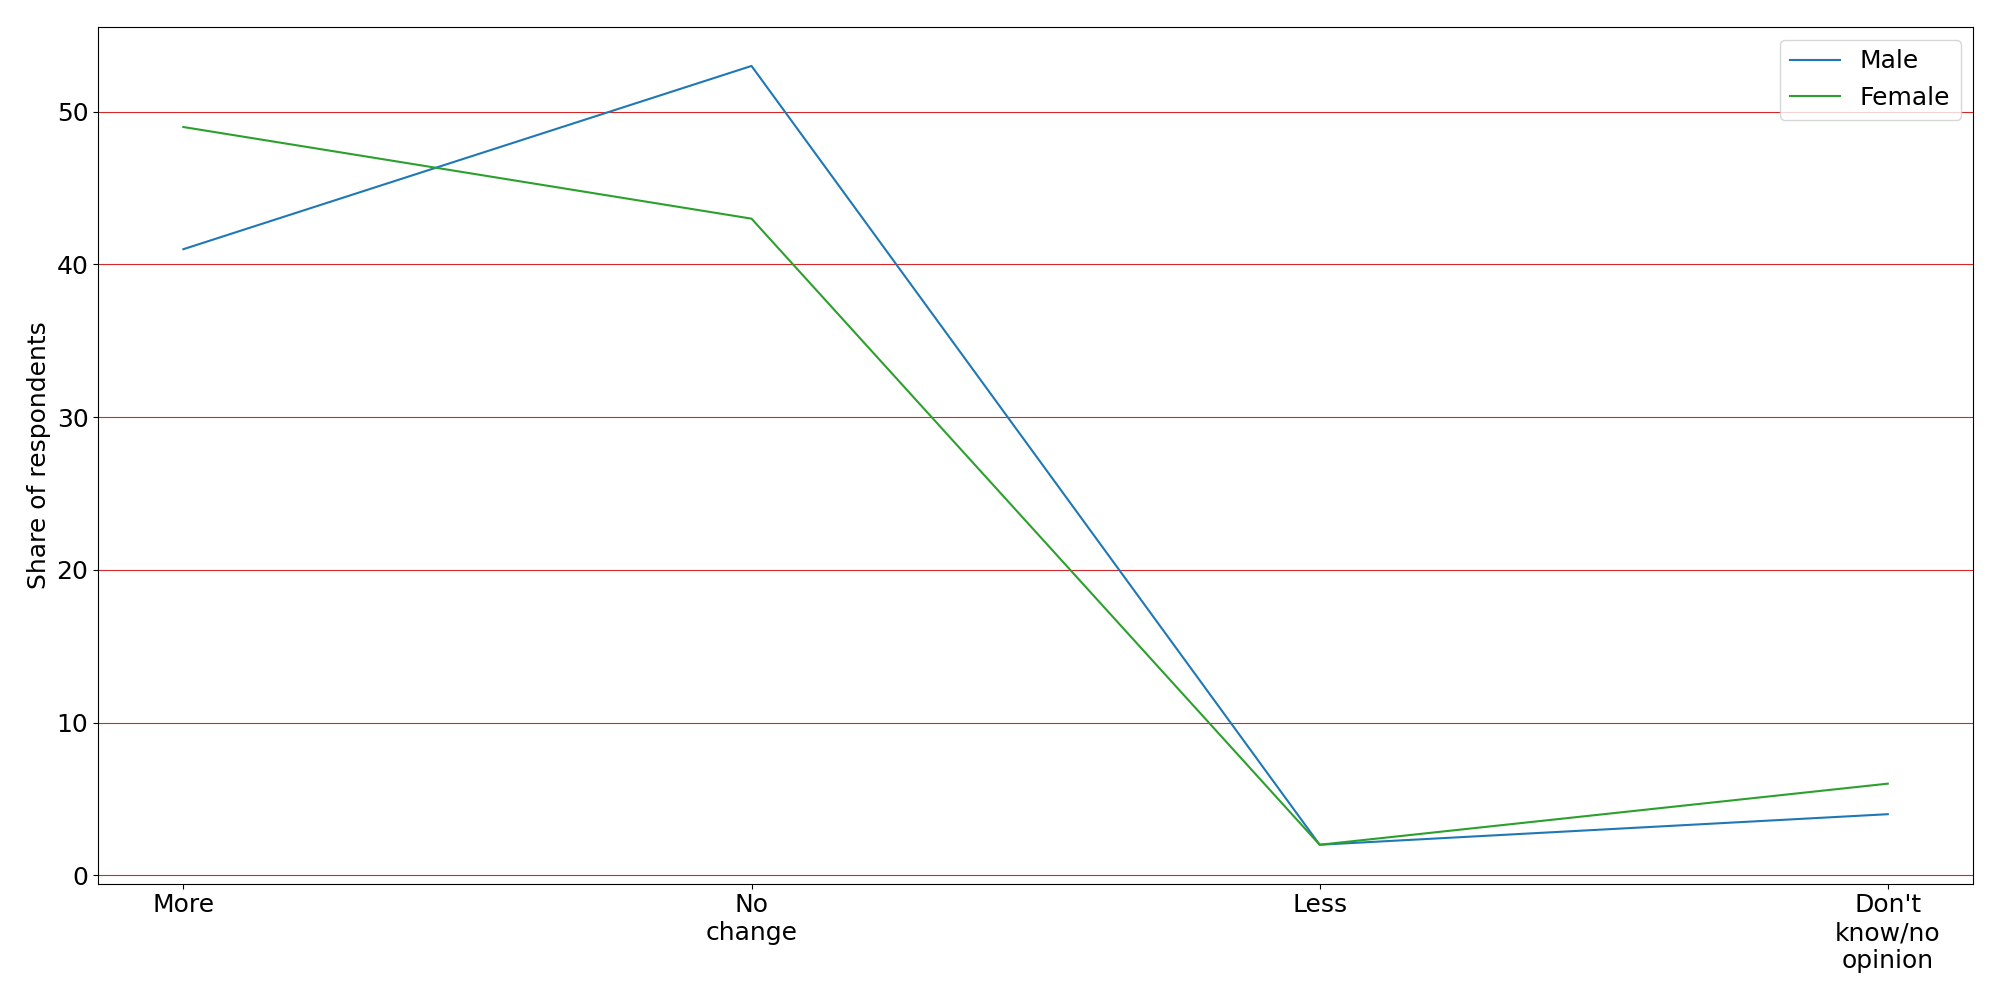 Male
Female
50
40
30
20
10
0
Share of respondents
More
No
change
Less
Don't
know/no
opinion